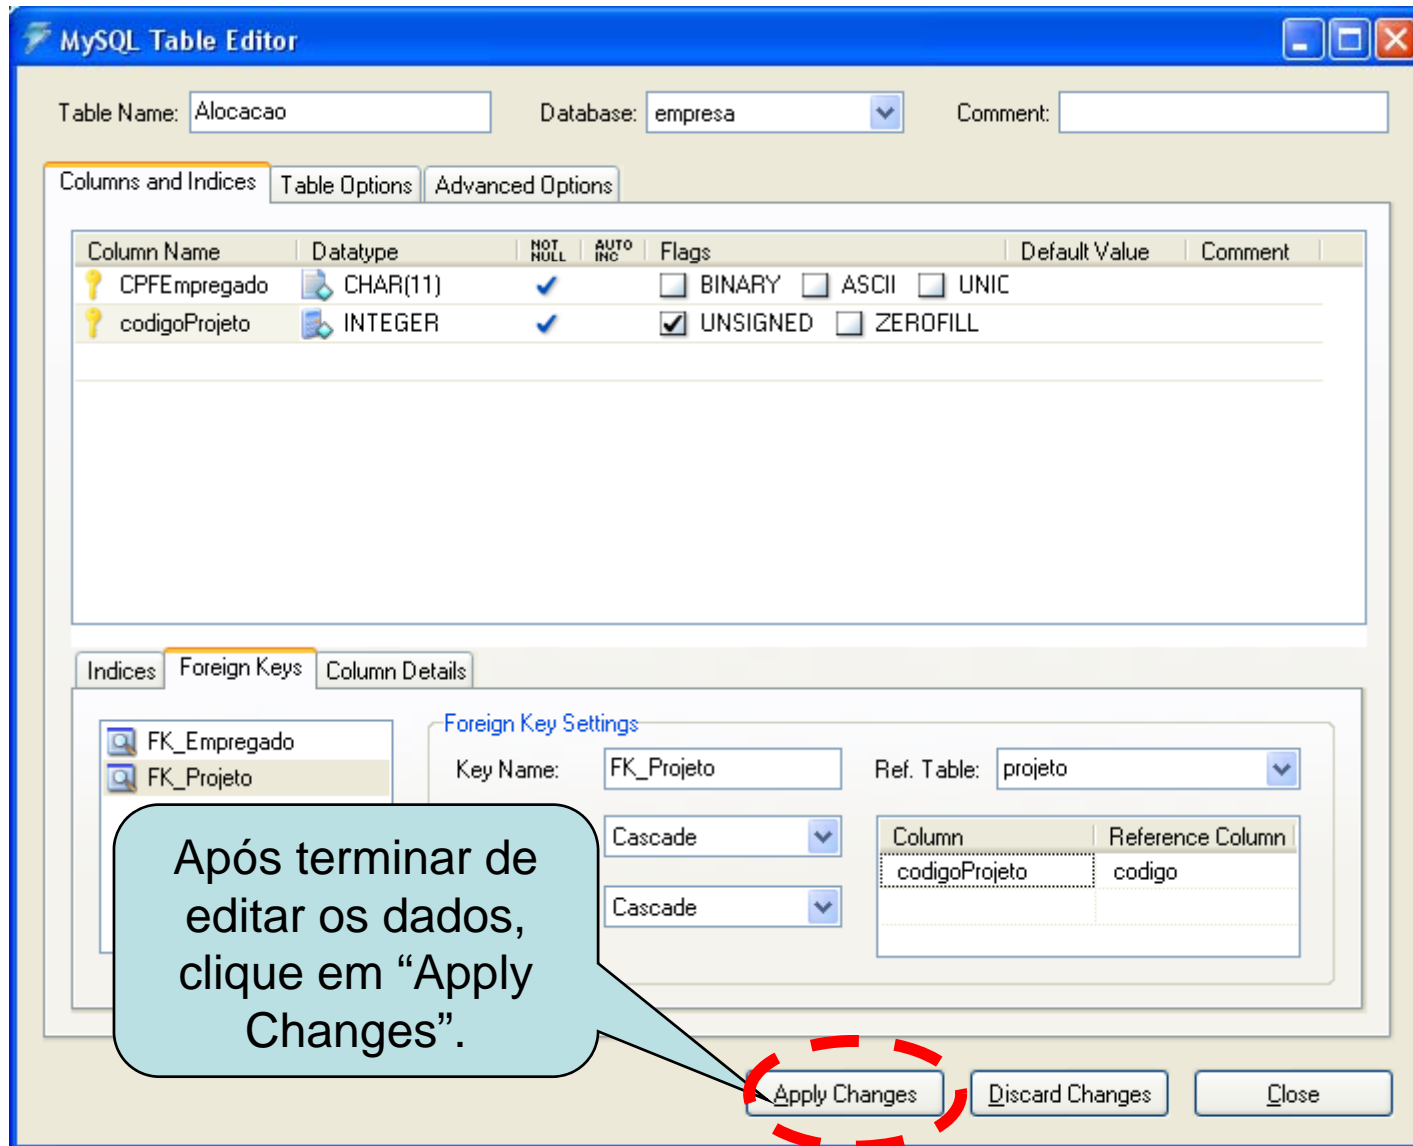 MySQL Table Editor
Table Name: Alocacao Database: empresa Comment:
Columns and Indices Table Options Advanced Options
Column Name Datatype NOT NULL AUTO INC Flags Default Value Comment
CPFEmpregado CHAR(11) BINARY ASCII UNIC
codigoProjeto INTEGER UNSIGNED ZEROFILL
Indices Foreign Keys Column Details
FK_Empregado
FK_Projeto
Foreign Key Settings
Key Name: FK_Projeto Ref. Table: projeto
Cascade
Cascade
Column Reference Column
codigoProjeto codigo
Após terminar de
editar os dados,
clique em “Apply
Changes”.
Apply Changes Discard Changes Close